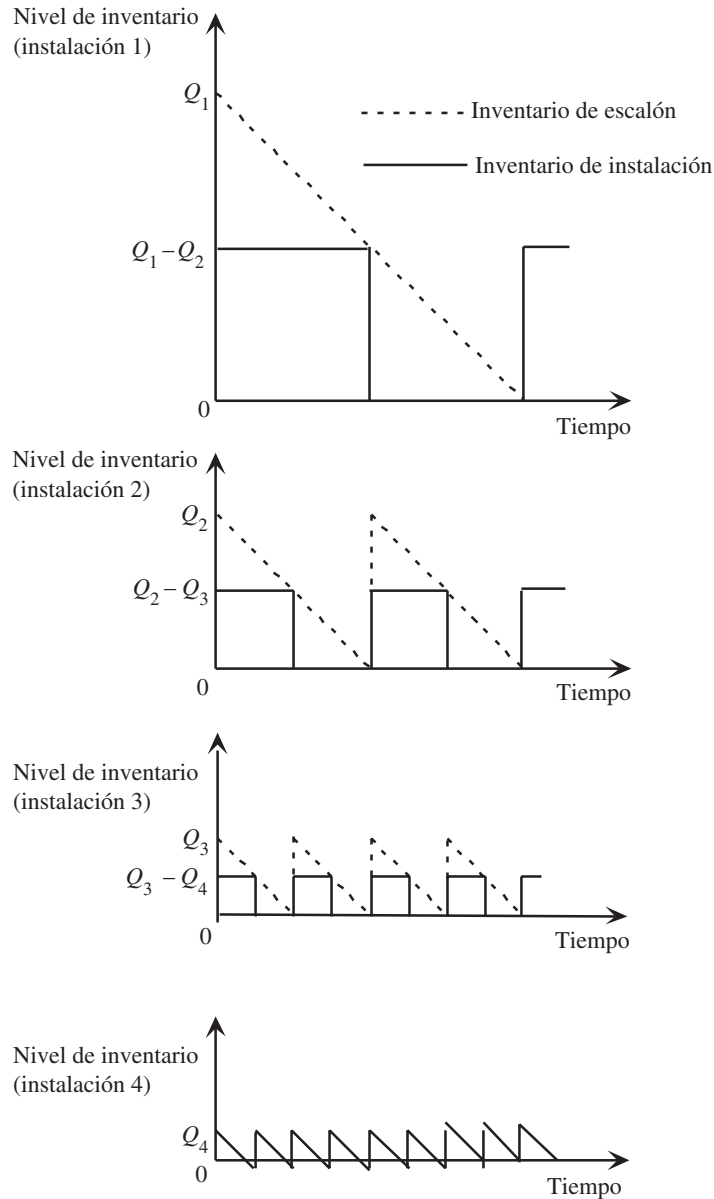 Nivel de inventario
(instalación 1)
Q1
Inventario de escalón
Inventario de instalación
Q1 – Q2
0
Tiempo
Nivel de inventario
(instalación 2)
Q2
Q2 – Q3
0
Tiempo
Nivel de inventario
(instalación 3)
Q3
Q3 – Q4
0
Tiempo
Nivel de inventario
(instalación 4)
Q4
0
Tiempo